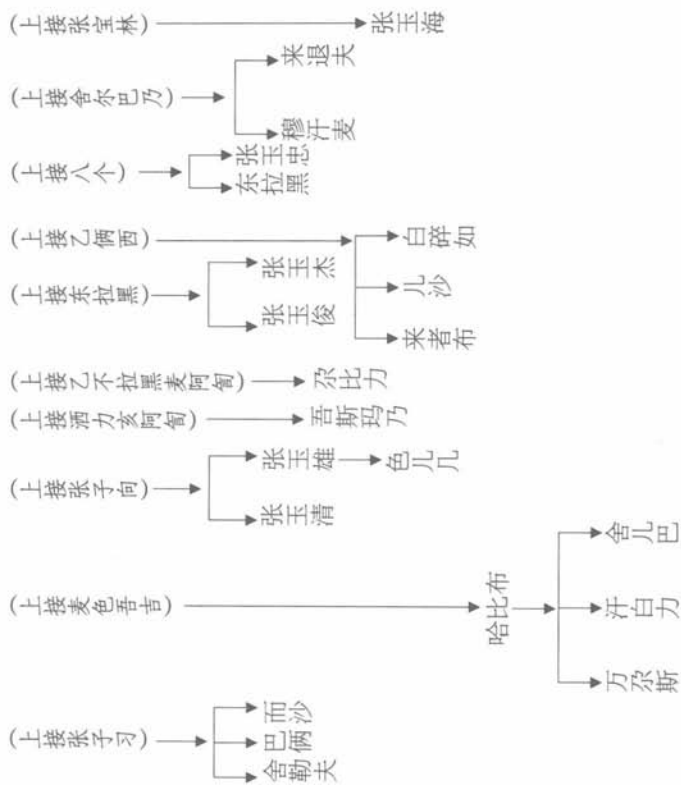 (上接张宝林)
张玉海
(上接舍尔巴乃)
来退夫
穆汗麦
(上接八个)
张玉忠
东拉黑
(上接乙俩西)
白碎如
儿沙
来者布
(上接东拉黑)
张玉杰
张玉俊
(上接乙不拉黑麦阿訇)
尕比力
(上接洒力亥阿訇)
吾斯玛乃
(上接张子向)
张玉雄
色儿几
张玉清
(上接麦色吾吉)
哈比布
舍儿巴
汗白力
万尕斯
(上接张子习)
而沙
巴俩
舍勒夫